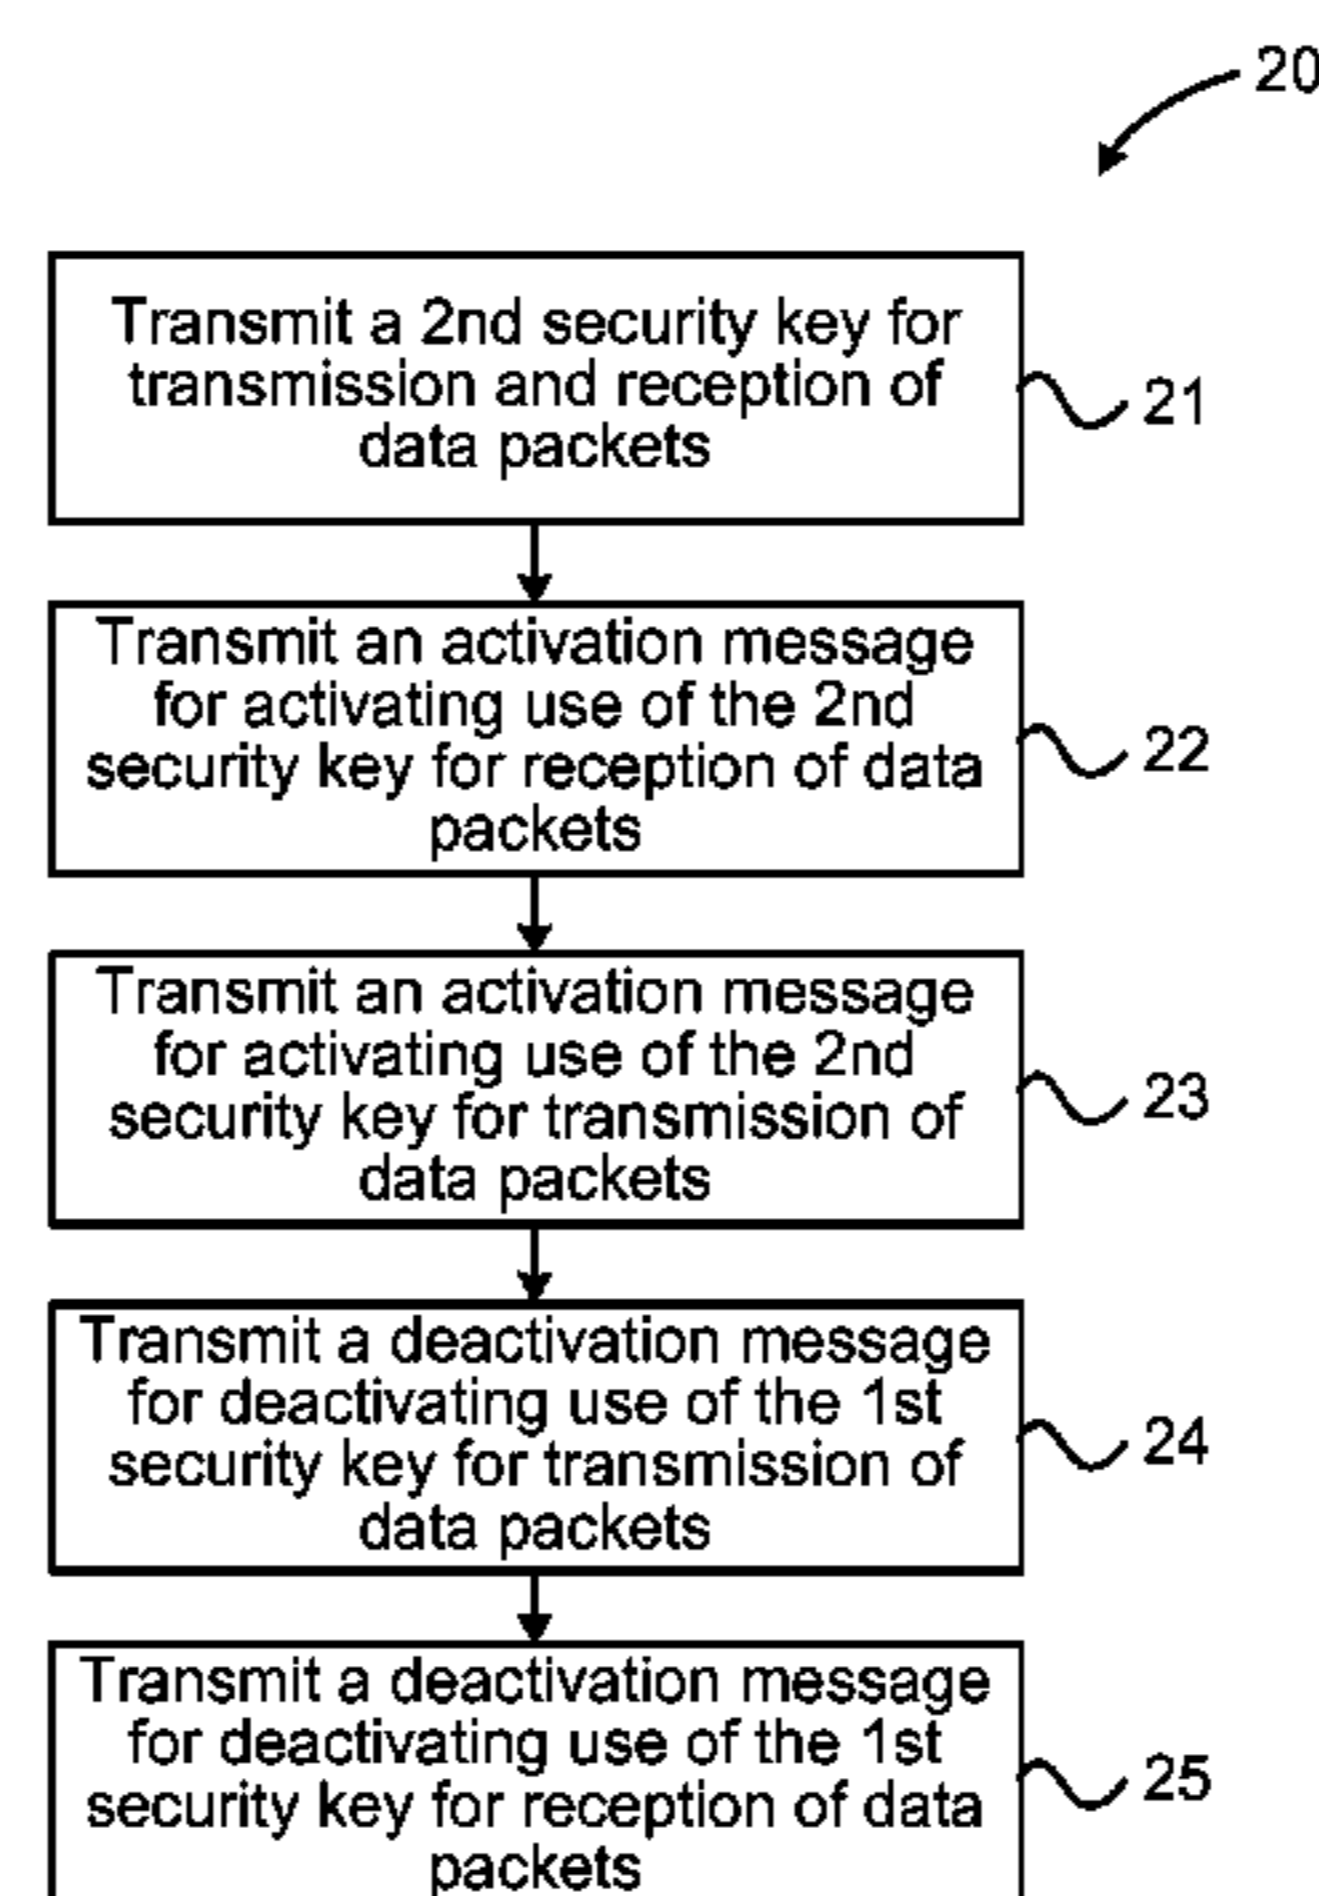 20
Transmit a 2nd security key for
transmission and reception of
data packets
21
Transmit an activation message
for activating use of the 2nd
security key for reception of data
packets
22
Transmit an activation message
for activating use of the 2nd
security key for transmission of
data packets
23
Transmit a deactivation message
for deactivating use of the 1st
security key for transmission of
data packets
24
Transmit a deactivation message
for deactivating use of the 1st
security key for reception of data
packets
25